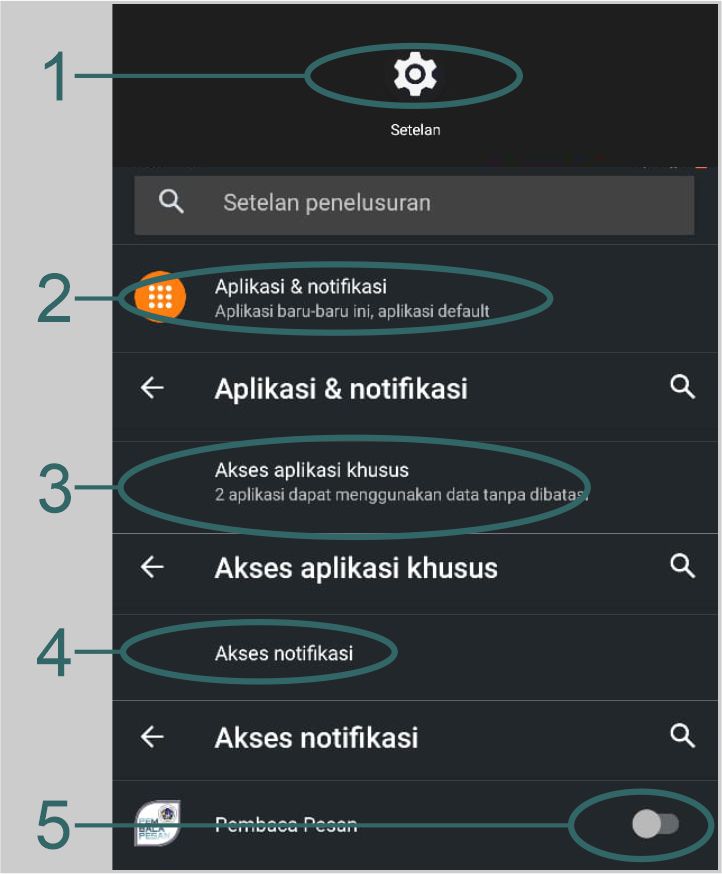 1
Setelan
Setelan penelusuran
2
Aplikasi & notifikasi
Aplikasi baru-baru ini, aplikasi default
Aplikasi & notifikasi
3
Akses aplikasi khusus
2 aplikasi dapat menggunakan data tanpa dibatasi
Akses aplikasi khusus
4
Akses notifikasi
Akses notifikasi
5
PEM
BACA
PESAN
Pembaca Pesan